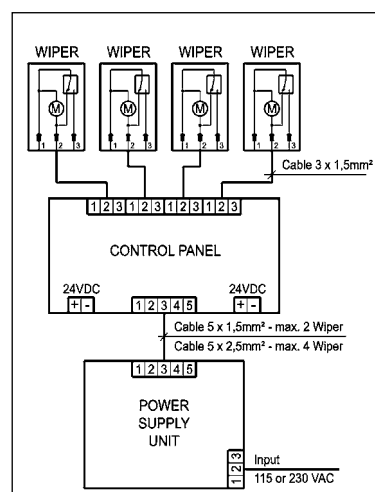 WIPER WIPER WIPER WIPER
M M M M
1 2 3 1 2 3 1 2 3 1 2 3
Cable 3 x 1,5mm²
1 2 3 1 2 3 1 2 3 1 2 3
CONTROL PANEL
24VDC 24VDC
+ - 1 2 3 4 5 + -
Cable 5 x 1,5mm² - max. 2 Wiper
Cable 5 x 2,5mm² - max. 4 Wiper
1 2 3 4 5
POWER
SUPPLY
UNIT
1 2 3
Input
115 or 230 VAC